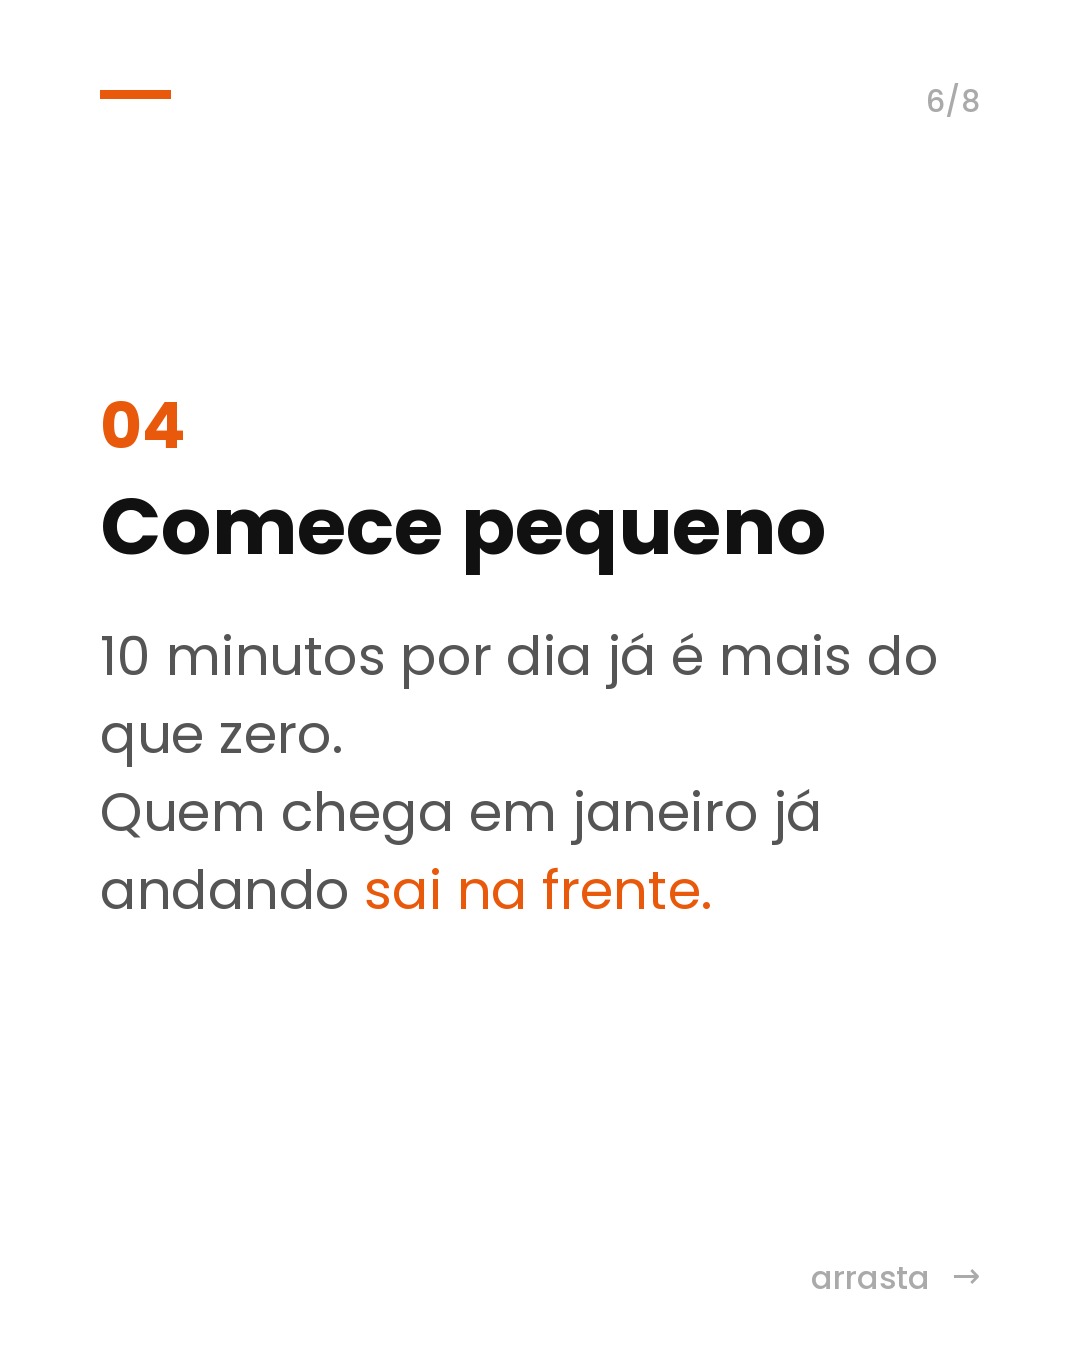 6/8
04
Comece pequeno
10 minutos por dia já é mais do
que zero.
Quem chega em janeiro já
andando sai na frente.
arrasta →